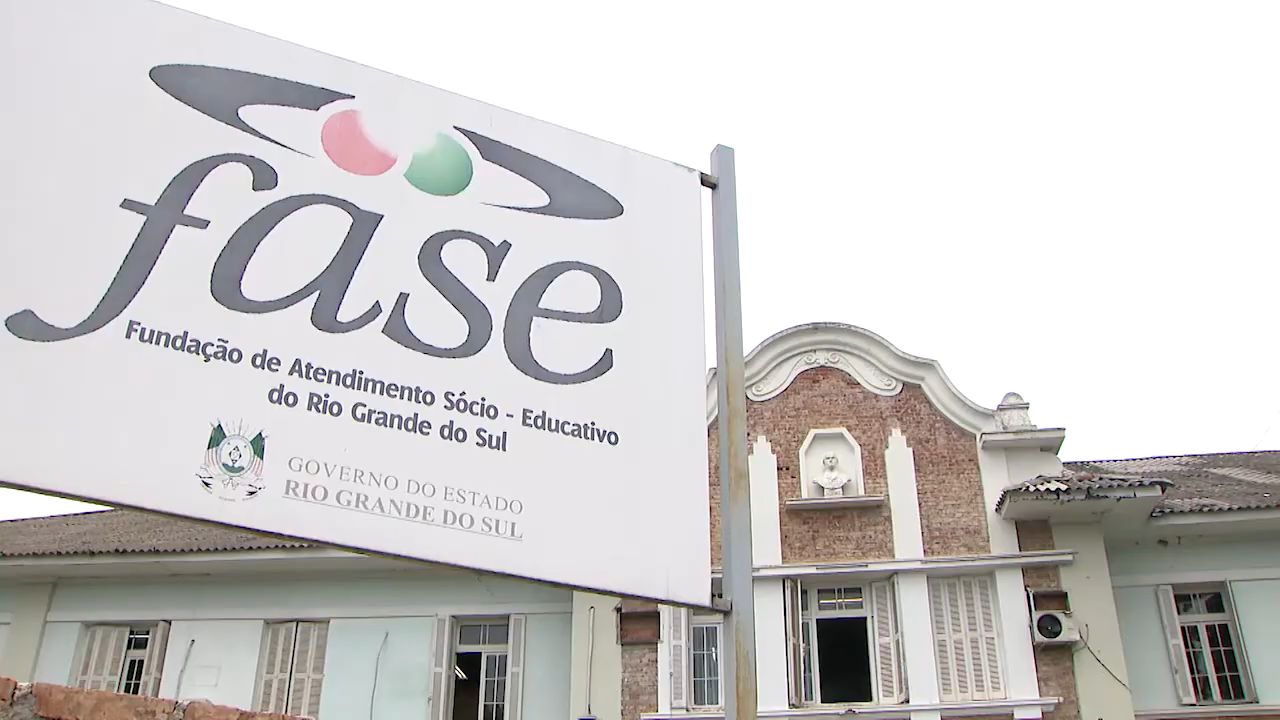 fase
Fundação de Atendimento Sócio - Educativo
do Rio Grande do Sul
GOVERNO DO ESTADO
RIO GRANDE DO SUL